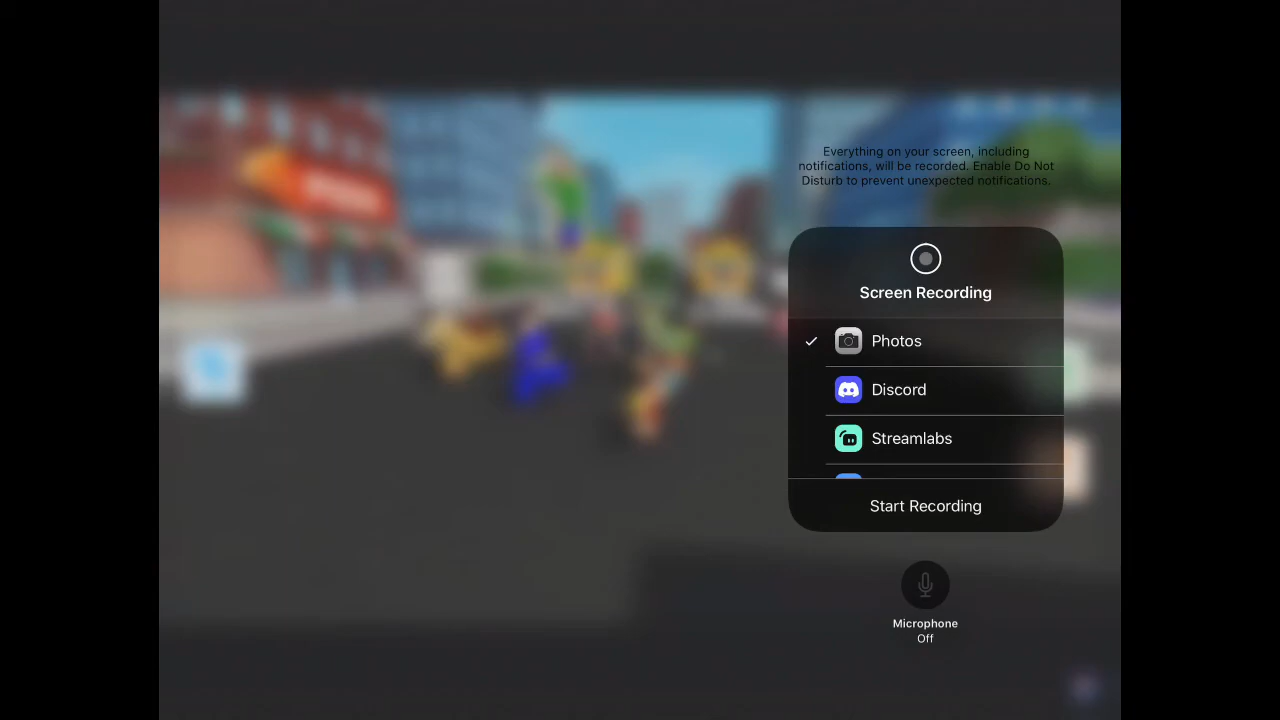 Everything on your screen, including
notifications, will be recorded. Enable Do Not
Disturb to prevent unexpected notifications.
Screen Recording
Photos
Discord
Streamlabs
Start Recording
Microphone
Off